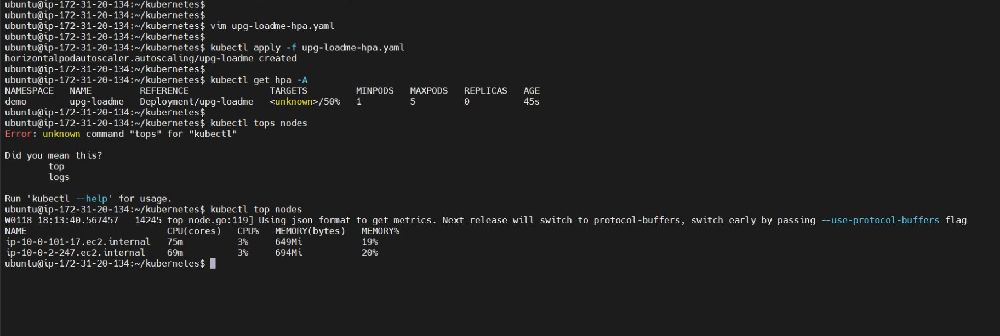 ubuntu@ip-172-31-20-134:~/kubernetes$
ubuntu@ip-172-31-20-134:~/kubernetes$
ubuntu@ip-172-31-20-134:~/kubernetes$ vim upg-loadme-hpa.yaml
ubuntu@ip-172-31-20-134:~/kubernetes$
ubuntu@ip-172-31-20-134:~/kubernetes$ kubectl apply -f upg-loadme-hpa.yaml
horizontalpodautoscaler.autoscaling/upg-loadme created
ubuntu@ip-172-31-20-134:~/kubernetes$
ubuntu@ip-172-31-20-134:~/kubernetes$ kubectl get hpa -A
NAMESPACE   NAME         REFERENCE               TARGETS         MINPODS   MAXPODS   REPLICAS   AGE
demo        upg-loadme   Deployment/upg-loadme   <unknown>/50%   1         5         0          45s
ubuntu@ip-172-31-20-134:~/kubernetes$
ubuntu@ip-172-31-20-134:~/kubernetes$ kubectl tops nodes
Error: unknown command "tops" for "kubectl"
Did you mean this?
        top
        logs
Run 'kubectl --help' for usage.
ubuntu@ip-172-31-20-134:~/kubernetes$ kubectl top nodes
W0118 18:13:40.567457   14245 top_node.go:119] Using json format to get metrics. Next release will switch to protocol-buffers, switch early by passing --use-protocol-buffers flag
NAME                          CPU(cores)   CPU%   MEMORY(bytes)   MEMORY%
ip-10-0-101-17.ec2.internal   75m          3%     649Mi           19%
ip-10-0-2-247.ec2.internal    69m          3%     694Mi           20%
ubuntu@ip-172-31-20-134:~/kubernetes$